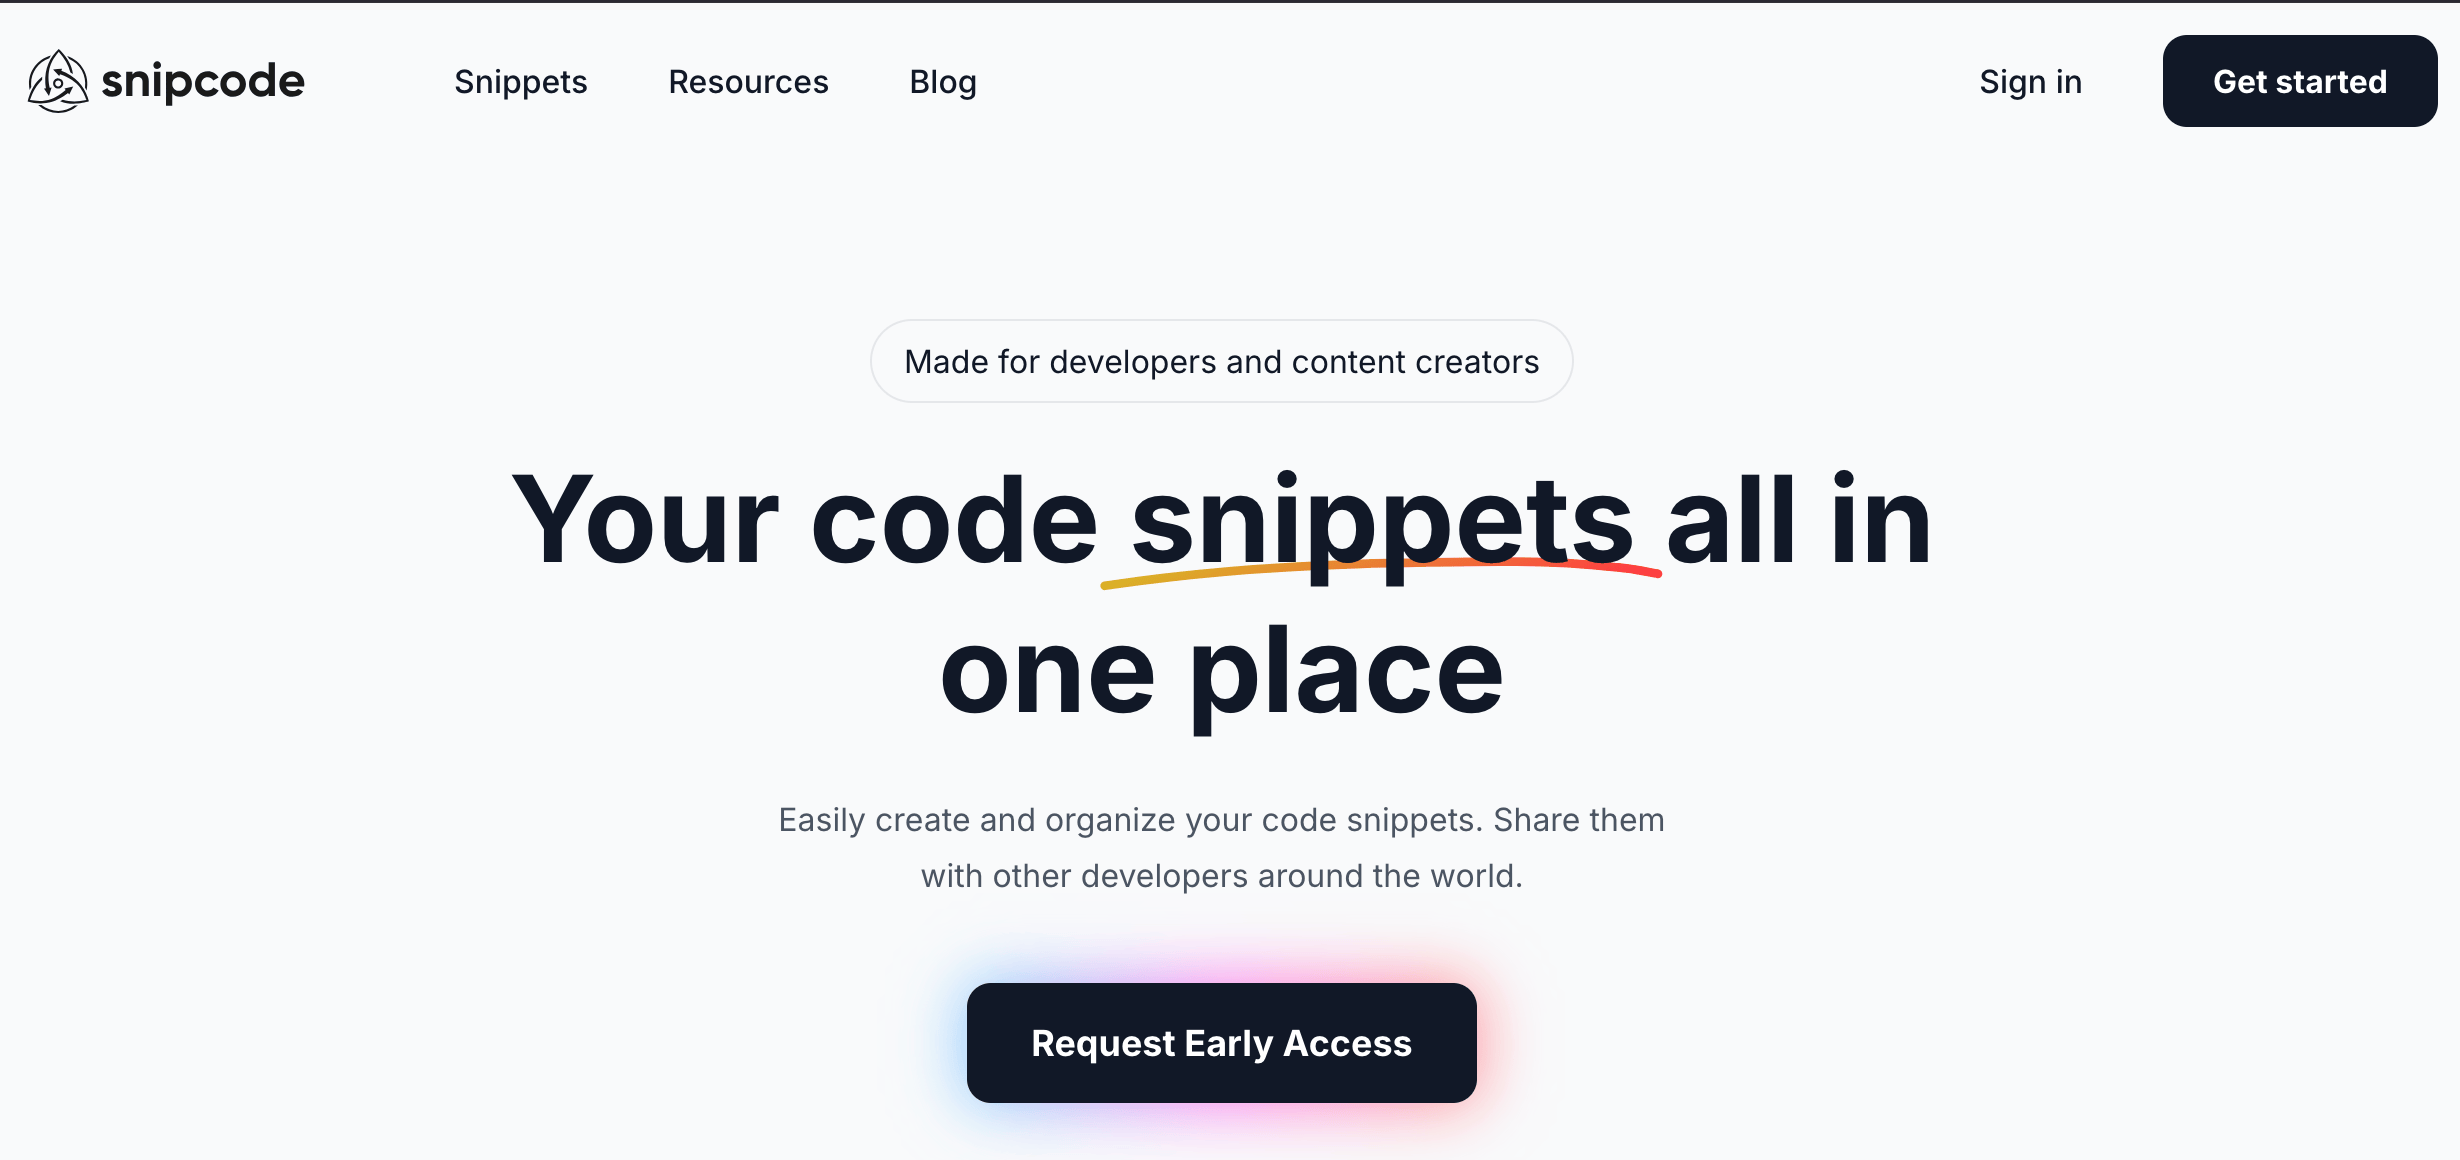 snipcode
Snippets
Resources
Blog
Sign in
Get started
Made for developers and content creators
Your code snippets all in
one place
Easily create and organize your code snippets. Share them
with other developers around the world.
Request Early Access